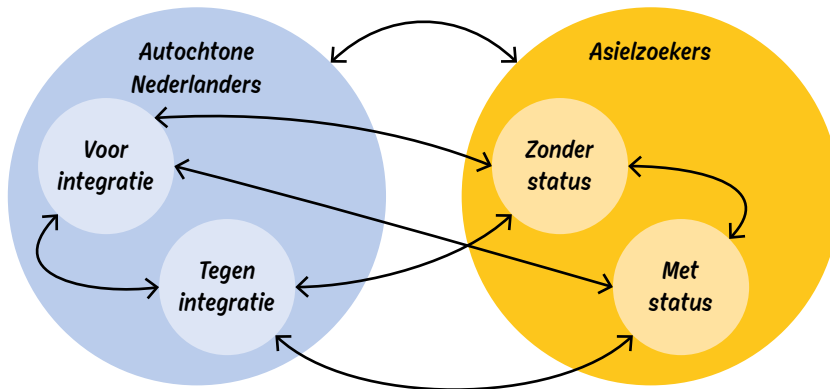 Autochtone
Nederlanders
Asielzoekers
Voor
integratie
Zonder
status
Tegen
integratie
Met
status